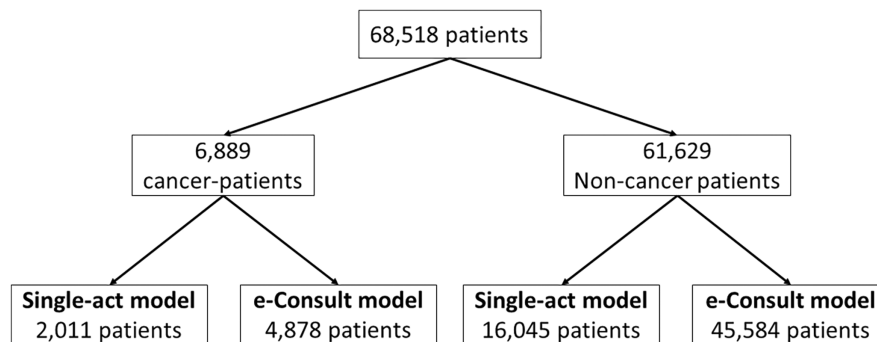 68,518 patients
6,889
cancer-patients
61,629
Non-cancer patients
Single-act model
2,011 patients
e-Consult model
4,878 patients
Single-act model
16,045 patients
e-Consult model
45,584 patients